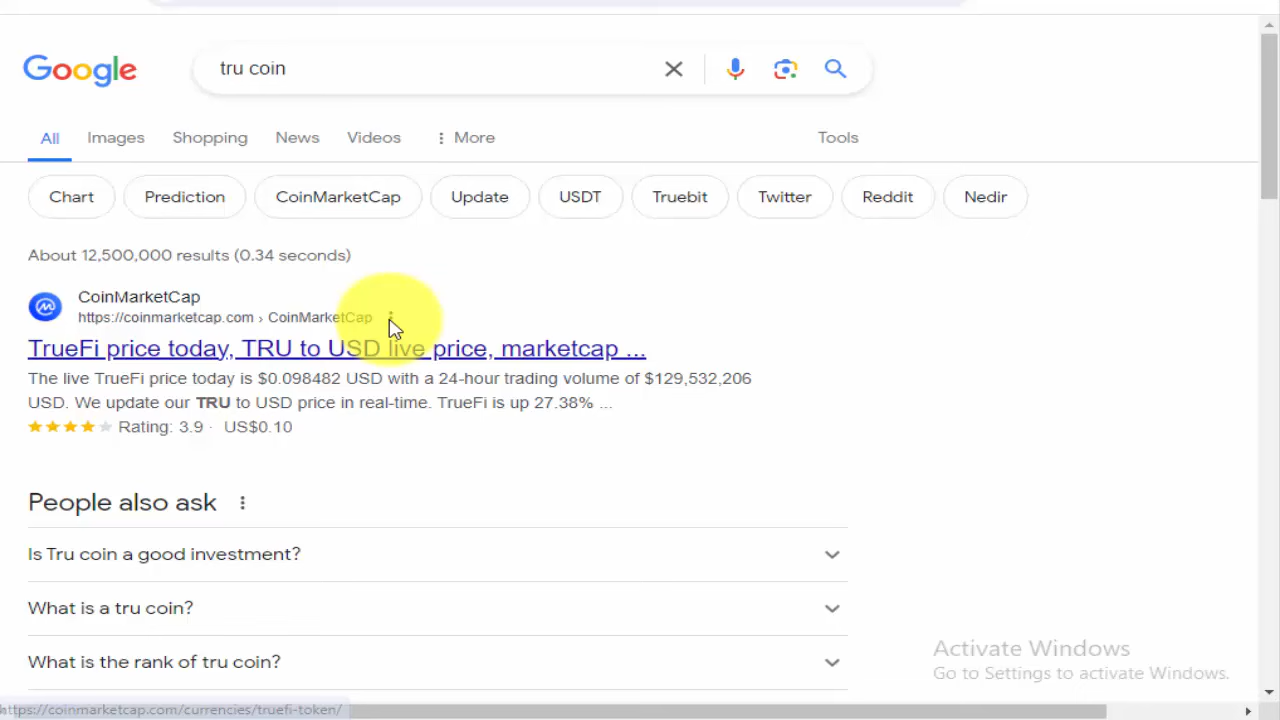 Google
tru coin
All Images Shopping News Videos More Tools
Chart Prediction CoinMarketCap Update USDT Truebit Twitter Reddit Nedir
About 12,500,000 results (0.34 seconds)
CoinMarketCap
https://coinmarketcap.com › CoinMarketCap
TrueFi price today, TRU to USD live price, marketcap ...
The live TrueFi price today is $0.098482 USD with a 24-hour trading volume of $129,532,206
USD. We update our TRU to USD price in real-time. TrueFi is up 27.38% ...
Rating: 3.9 · US$0.10
People also ask
Is Tru coin a good investment?
What is a tru coin?
What is the rank of tru coin?
Activate Windows
Go to Settings to activate Windows.
https://coinmarketcap.com/currencies/truefi-token/